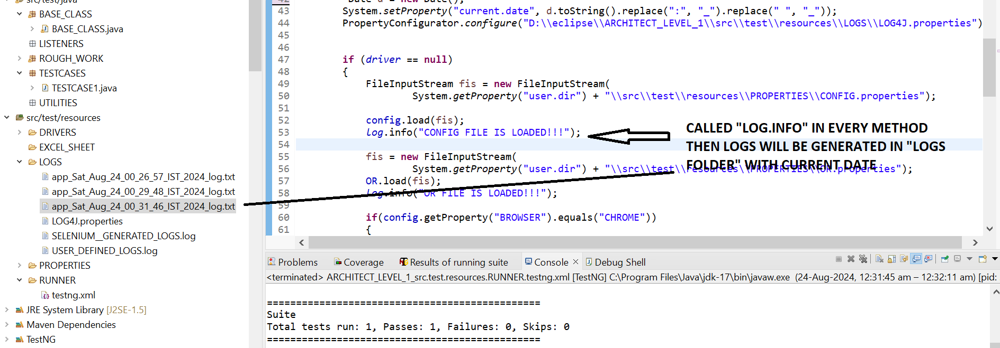 src/test/java
BASE_CLASS
BASE_CLASS.java
LISTENERS
ROUGH_WORK
TESTCASES
TESTCASE1.java
UTILITIES
src/test/resources
DRIVERS
EXCEL_SHEET
LOGS
app_Sat_Aug_24_00_26_57_IST_2024_log.txt
app_Sat_Aug_24_00_29_48_IST_2024_log.txt
app_Sat_Aug_24_00_31_46_IST_2024_log.txt
LOG4J.properties
SELENIUM__GENERATED_LOGS.log
USER_DEFINED_LOGS.log
PROPERTIES
RUNNER
testng.xml
JRE System Library [J2SE-1.5]
Maven Dependencies
TestNG
42 Date d = new Date();
43 System.setProperty("current.date", d.toString().replace(":", "_").replace(" ", "_"));
44 PropertyConfigurator.configure("D:\\eclipse\\ARCHITECT_LEVEL_1\\src\\test\\resources\\LOGS\\LOG4J.properties")
45
46
47 if (driver == null)
48 {
49 FileInputStream fis = new FileInputStream(
50 System.getProperty("user.dir") + "\\src\\test\\resources\\PROPERTIES\\CONFIG.properties");
51
52 config.load(fis);
53 log.info("CONFIG FILE IS LOADED!!!");
54
55 fis = new FileInputStream(
56 System.getProperty("user.dir") + "\\src\\test\\resources\\PROPERTIES\\OR.properties");
57 OR.load(fis);
58 log.info("OR FILE IS LOADED!!!");
59
60 if(config.getProperty("BROWSER").equals("CHROME"))
61 {
CALLED "LOG.INFO" IN EVERY METHOD
THEN LOGS WILL BE GENERATED IN "LOGS
FOLDER" WITH CURRENT DATE
Problems Coverage Results of running suite Console Debug Shell
<terminated> ARCHITECT_LEVEL_1_src.test.resources.RUNNER.testng.xml [TestNG] C:\Program Files\Java\jdk-17\bin\javaw.exe (24-Aug-2024, 12:31:45 am – 12:32:11 am) [pid:
===============================================
Suite
Total tests run: 1, Passes: 1, Failures: 0, Skips: 0
===============================================